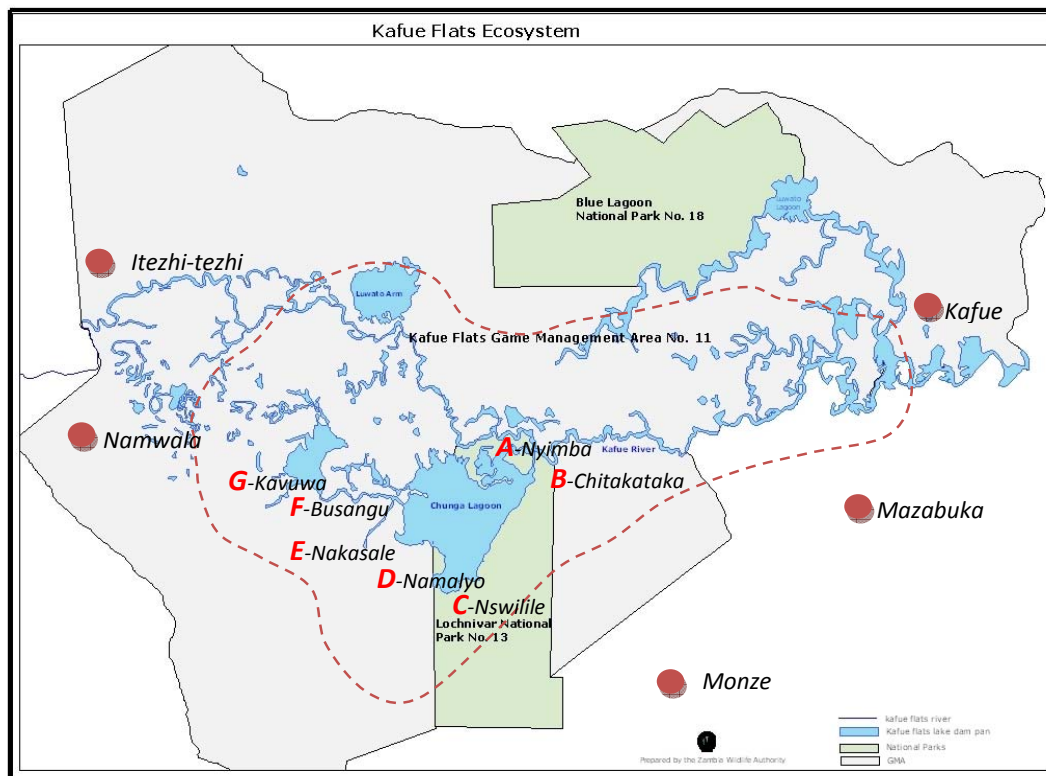 Kafue Flats Ecosystem
Blue Lagoon
National Park No. 18
Luwato
Lagoon
Itezhi-tezhi
Luwato Arm
Kafue
Kafue Flats Game Management Area No. 11
Namwala
A-Nyimba
Kafue River
G-Kavuwa
B-Chitakataka
F-Busangu
Chunga Lagoon
Mazabuka
E-Nakasale
D-Namalyo
C-Nswilile
Lochnivar National
Park No. 13
Monze
kafue flats river
Kafue flats lake dam pan
National Parks
GMA
Prepared by the Zambia Wildlife Authority